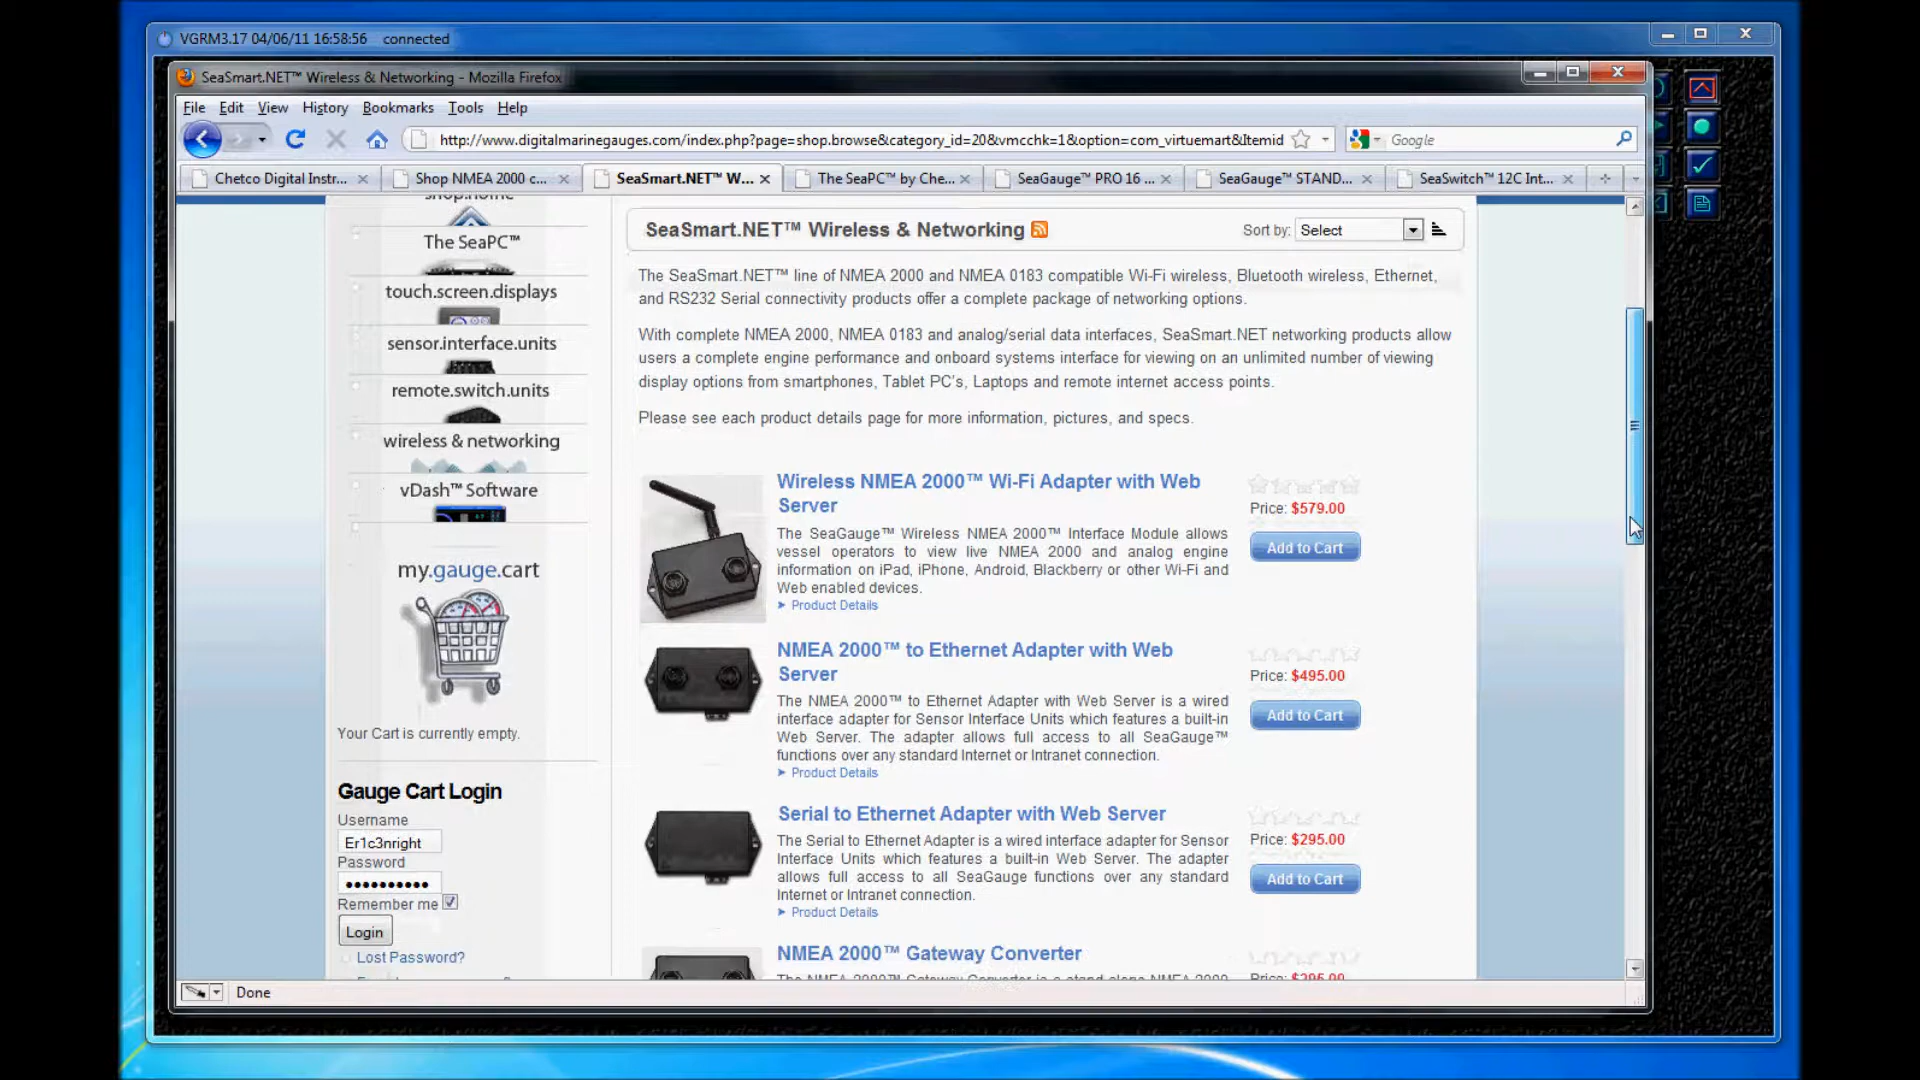 VGRM3.17 04/06/11 16:58:56 connected
SeaSmart.NET™ Wireless & Networking - Mozilla Firefox
File Edit View History Bookmarks Tools Help
http://www.digitalmarinegauges.com/index.php?page=shop.browse&category_id=20&vmcchk=1&option=com_virtuemart&Itemid
Google
Chetco Digital Instr...
Shop NMEA 2000 c...
SeaSmart.NET™ W...
The SeaPC™ by Che...
SeaGauge™ PRO 16 ...
SeaGauge™ STAND...
SeaSwitch™ 12C Int...
shop.home
The SeaPC™
touch.screen.displays
sensor.interface.units
remote.switch.units
wireless & networking
vDash™ Software
my.gauge.cart
Your Cart is currently empty.
Gauge Cart Login
Username
Er1c3nright
Password
●●●●●●●●●●
Remember me
Login
Lost Password?
SeaSmart.NET™ Wireless & Networking
Sort by: Select
The SeaSmart.NET™ line of NMEA 2000 and NMEA 0183 compatible Wi-Fi wireless, Bluetooth wireless, Ethernet,
and RS232 Serial connectivity products offer a complete package of networking options.
With complete NMEA 2000, NMEA 0183 and analog/serial data interfaces, SeaSmart.NET networking products allow
users a complete engine performance and onboard systems interface for viewing on an unlimited number of viewing
display options from smartphones, Tablet PC's, Laptops and remote internet access points.
Please see each product details page for more information, pictures, and specs.
Wireless NMEA 2000™ Wi-Fi Adapter with Web
Server
The SeaGauge™ Wireless NMEA 2000™ Interface Module allows
vessel operators to view live NMEA 2000 and analog engine
information on iPad, iPhone, Android, Blackberry or other Wi-Fi and
Web enabled devices.
Product Details
Price: $579.00
Add to Cart
NMEA 2000™ to Ethernet Adapter with Web
Server
The NMEA 2000™ to Ethernet Adapter with Web Server is a wired
interface adapter for Sensor Interface Units which features a built-in
Web Server. The adapter allows full access to all SeaGauge™
functions over any standard Internet or Intranet connection.
Product Details
Price: $495.00
Add to Cart
Serial to Ethernet Adapter with Web Server
The Serial to Ethernet Adapter is a wired interface adapter for Sensor
Interface Units which features a built-in Web Server. The adapter
allows full access to all SeaGauge functions over any standard
Internet or Intranet connection.
Product Details
Price: $295.00
Add to Cart
NMEA 2000™ Gateway Converter
The NMEA 2000™ Gateway Converter is a stand alone NMEA 2000
Price: $295.00
Done